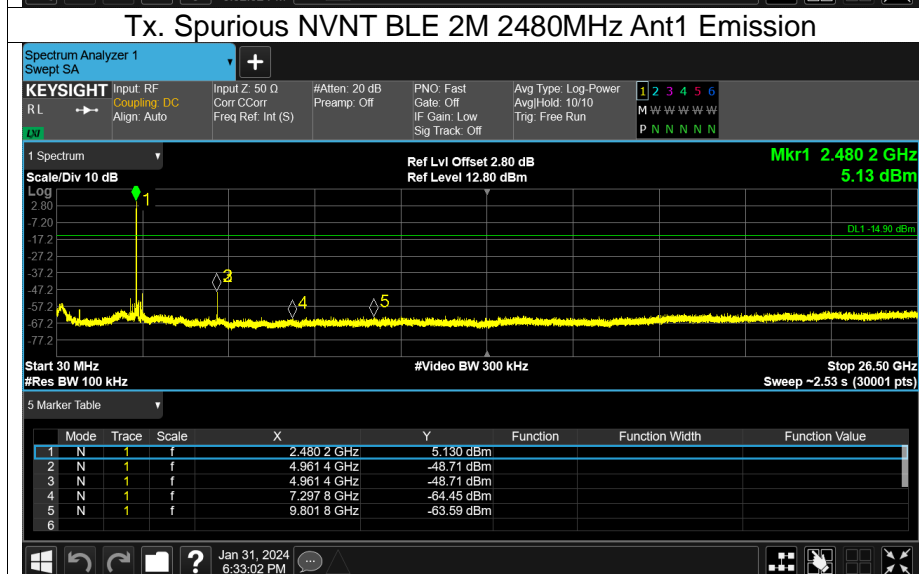 Tx. Spurious NVNT BLE 2M 2480MHz Ant1 Emission
Spectrum Analyzer 1
Swept SA
+
KEYSIGHT Input: RF Input Z: 50 Ω #Atten: 20 dB PNO: Fast Avg Type: Log-Power 1 2 3 4 5 6
RL Coupling: DC Corr CCorr Preamp: Off Gate: Off Avg|Hold: 10/10 M W W W W W
Align: Auto Freq Ref: Int (S) IF Gain: Low Trig: Free Run
LXI Sig Track: Off P N N N N N
1 Spectrum Ref Lvl Offset 2.80 dB Mkr1 2.480 2 GHz
Scale/Div 10 dB Ref Level 12.80 dBm 5.13 dBm
Log
1
2.80
-7.20
DL1 -14.90 dBm
-17.2
-27.2
-37.2
-47.2
4 5
-57.2
-67.2
-77.2
Start 30 MHz #Video BW 300 kHz Stop 26.50 GHz
#Res BW 100 kHz Sweep ~2.53 s (30001 pts)
5 Marker Table
Mode Trace Scale X Y Function Function Width Function Value
1 N 1 f 2.480 2 GHz 5.130 dBm
2 N 1 f 4.961 4 GHz -48.71 dBm
3 N 1 f 4.961 4 GHz -48.71 dBm
4 N 1 f 7.297 8 GHz -64.45 dBm
5 N 1 f 9.801 8 GHz -63.59 dBm
6
? Jan 31, 2024
6:33:02 PM